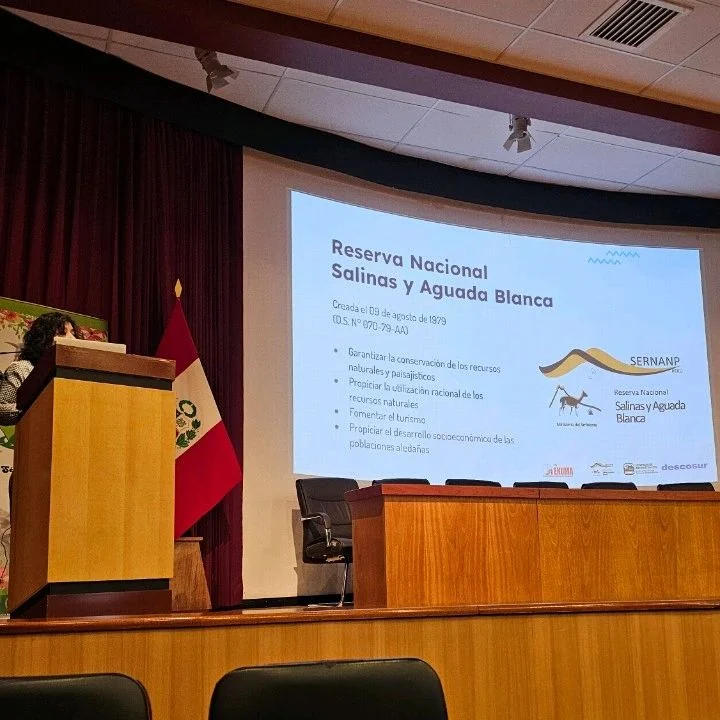 Reserva Nacional
Salinas y Aguada Blanca
Creada el 09 de agosto de 1979
(D.S. N° 070-79-AA)
• Garantizar la conservación de los recursos
naturales y paisajísticos
• Propiciar la utilización racional de los
recursos naturales
• Fomentar el turismo
• Propiciar el desarrollo socioeconómico de las
poblaciones aledañas
SERNANP
PERÚ
Reserva Nacional
Salinas y Aguada
Blanca
descosur